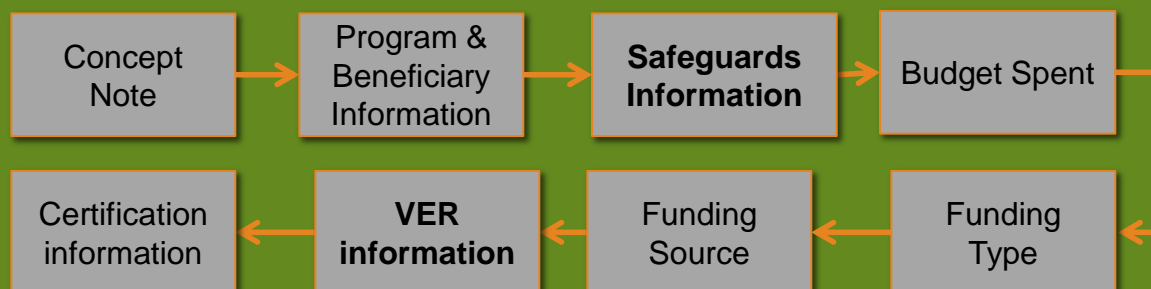 Concept
Note
Program &
Beneficiary
Information
Safeguards
Information
Budget Spent
Certification
information
VER
information
Funding
Source
Funding
Type